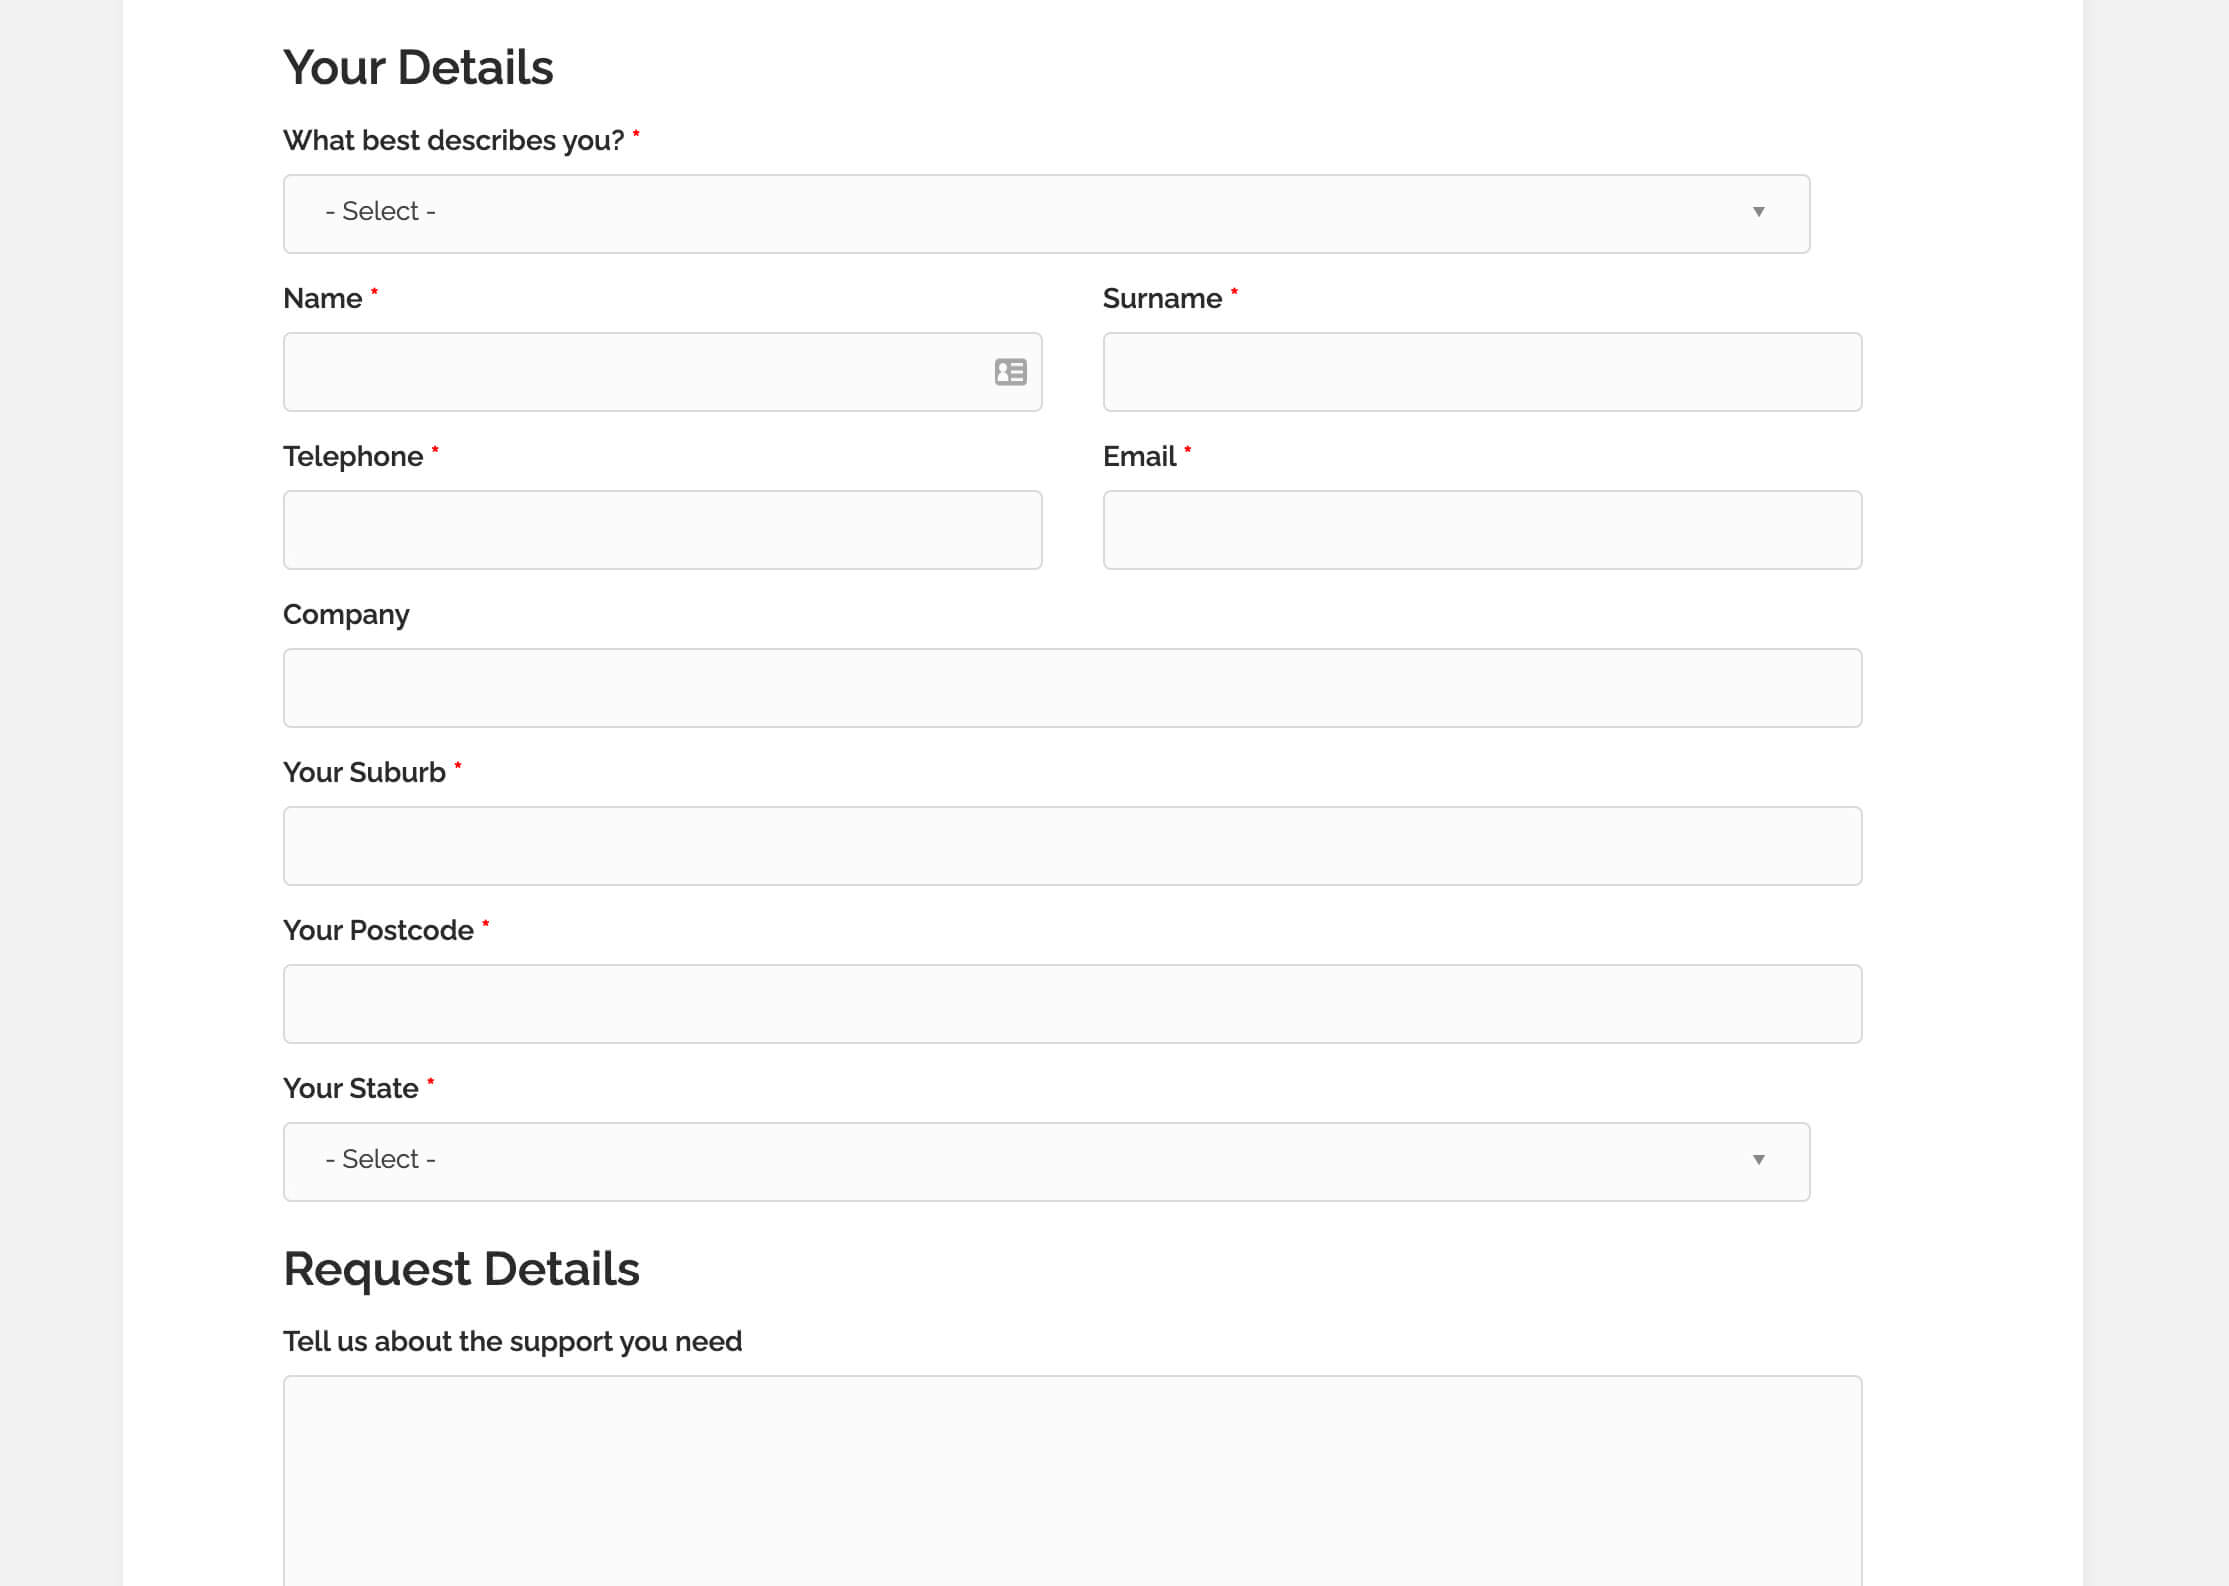 Your Details
What best describes you? *
- Select -
Name *
Surname *
Telephone *
Email *
Company
Your Suburb *
Your Postcode *
Your State *
- Select -
Request Details
Tell us about the support you need